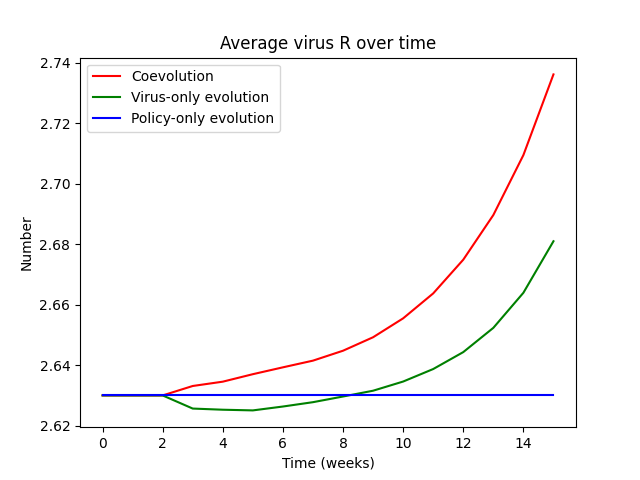 Average virus R over time
Coevolution
Virus-only evolution
Policy-only evolution
2.74
2.72
2.70
2.68
2.66
2.64
2.62
Number
0 2 4 6 8 10 12 14
Time (weeks)